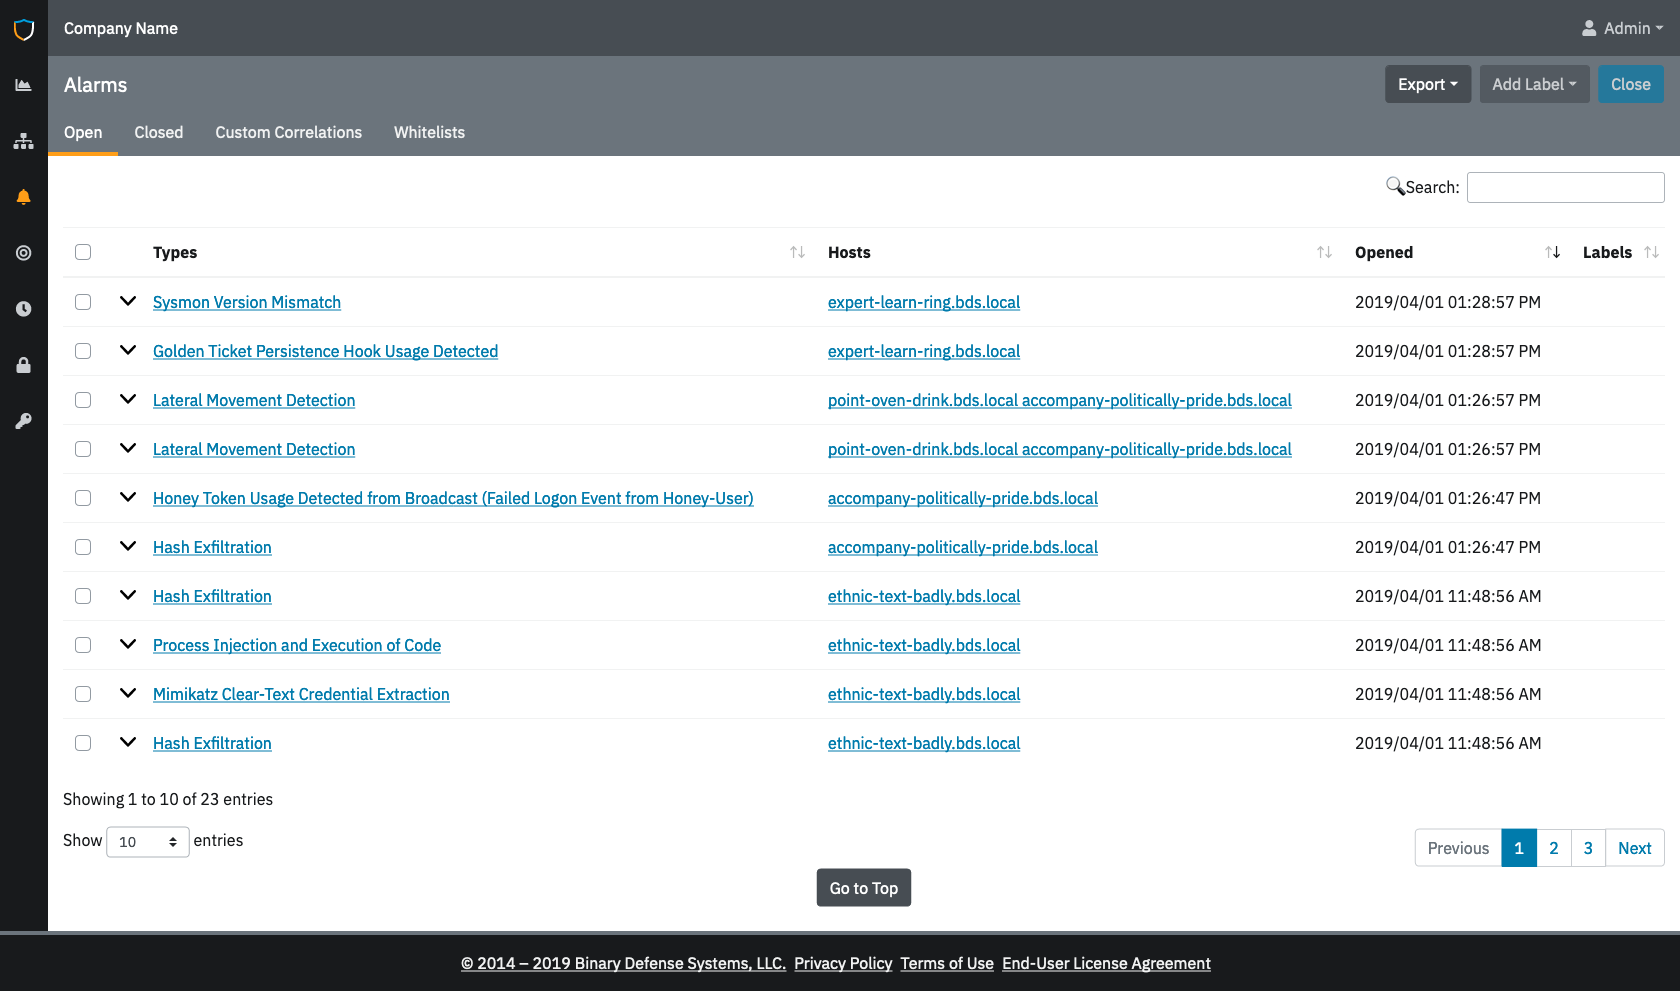 Company Name
Admin
Alarms
Export
Add Label
Close
Open
Closed
Custom Correlations
Whitelists
Search:
Types Hosts Opened Labels
Sysmon Version Mismatch expert-learn-ring.bds.local 2019/04/01 01:28:57 PM
Golden Ticket Persistence Hook Usage Detected expert-learn-ring.bds.local 2019/04/01 01:28:57 PM
Lateral Movement Detection point-oven-drink.bds.local accompany-politically-pride.bds.local 2019/04/01 01:26:57 PM
Lateral Movement Detection point-oven-drink.bds.local accompany-politically-pride.bds.local 2019/04/01 01:26:57 PM
Honey Token Usage Detected from Broadcast (Failed Logon Event from Honey-User) accompany-politically-pride.bds.local 2019/04/01 01:26:47 PM
Hash Exfiltration accompany-politically-pride.bds.local 2019/04/01 01:26:47 PM
Hash Exfiltration ethnic-text-badly.bds.local 2019/04/01 11:48:56 AM
Process Injection and Execution of Code ethnic-text-badly.bds.local 2019/04/01 11:48:56 AM
Mimikatz Clear-Text Credential Extraction ethnic-text-badly.bds.local 2019/04/01 11:48:56 AM
Hash Exfiltration ethnic-text-badly.bds.local 2019/04/01 11:48:56 AM
Showing 1 to 10 of 23 entries
Show 10 entries
Previous 1 2 3 Next
Go to Top
© 2014 – 2019 Binary Defense Systems, LLC. Privacy Policy Terms of Use End-User License Agreement